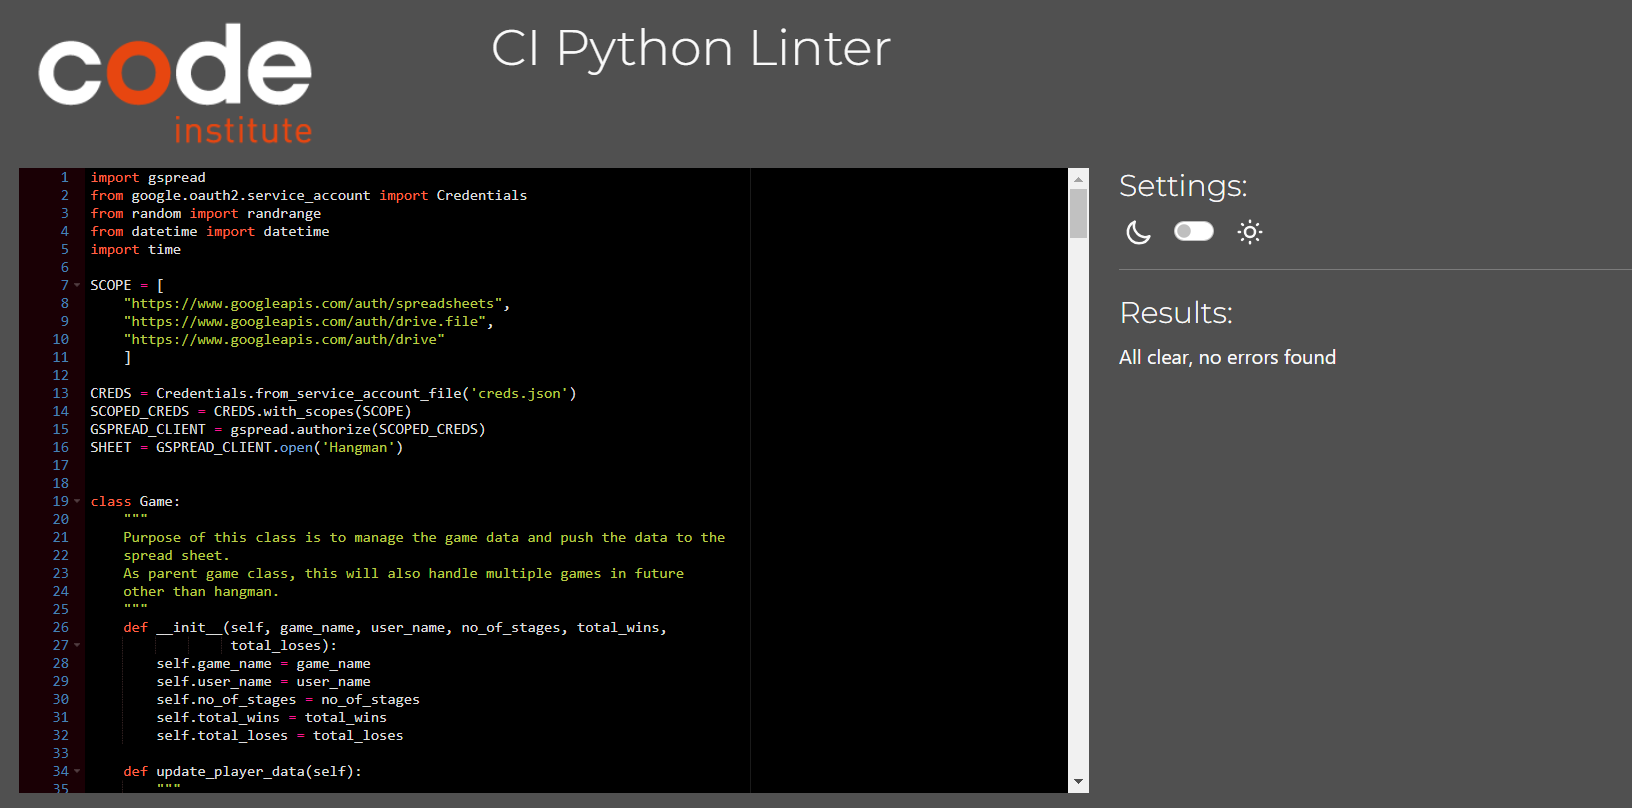 code
institute
CI Python Linter
1 import gspread
2 from google.oauth2.service_account import Credentials
3 from random import randrange
4 from datetime import datetime
5 import time
6
7 SCOPE = [
8     "https://www.googleapis.com/auth/spreadsheets",
9     "https://www.googleapis.com/auth/drive.file",
10     "https://www.googleapis.com/auth/drive"
11     ]
12
13 CREDS = Credentials.from_service_account_file('creds.json')
14 SCOPED_CREDS = CREDS.with_scopes(SCOPE)
15 GSPREAD_CLIENT = gspread.authorize(SCOPED_CREDS)
16 SHEET = GSPREAD_CLIENT.open('Hangman')
17
18
19 class Game:
20     """
21     Purpose of this class is to manage the game data and push the data to the
22     spread sheet.
23     As parent game class, this will also handle multiple games in future
24     other than hangman.
25     """
26     def __init__(self, game_name, user_name, no_of_stages, total_wins,
27                  total_loses):
28         self.game_name = game_name
29         self.user_name = user_name
30         self.no_of_stages = no_of_stages
31         self.total_wins = total_wins
32         self.total_loses = total_loses
33
34     def update_player_data(self):
35         """
Settings:
Results:
All clear, no errors found